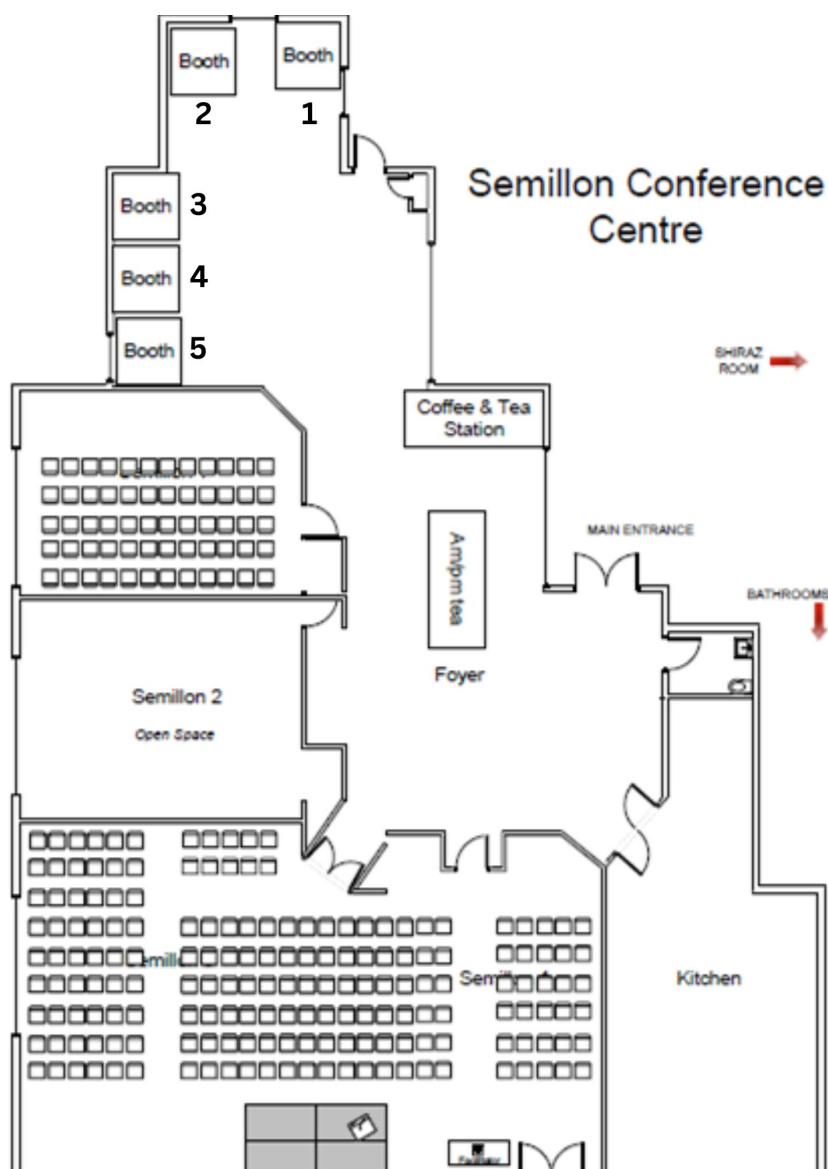 Booth
Booth
2
1
Semillon Conference
Centre
Booth
3
Booth
4
Booth
5
SHIRAZ
ROOM
Coffee & Tea
Station
MAIN ENTRANCE
Am/pm tea
BATHROOMS
Foyer
Semillon 2
Open Space
Kitchen